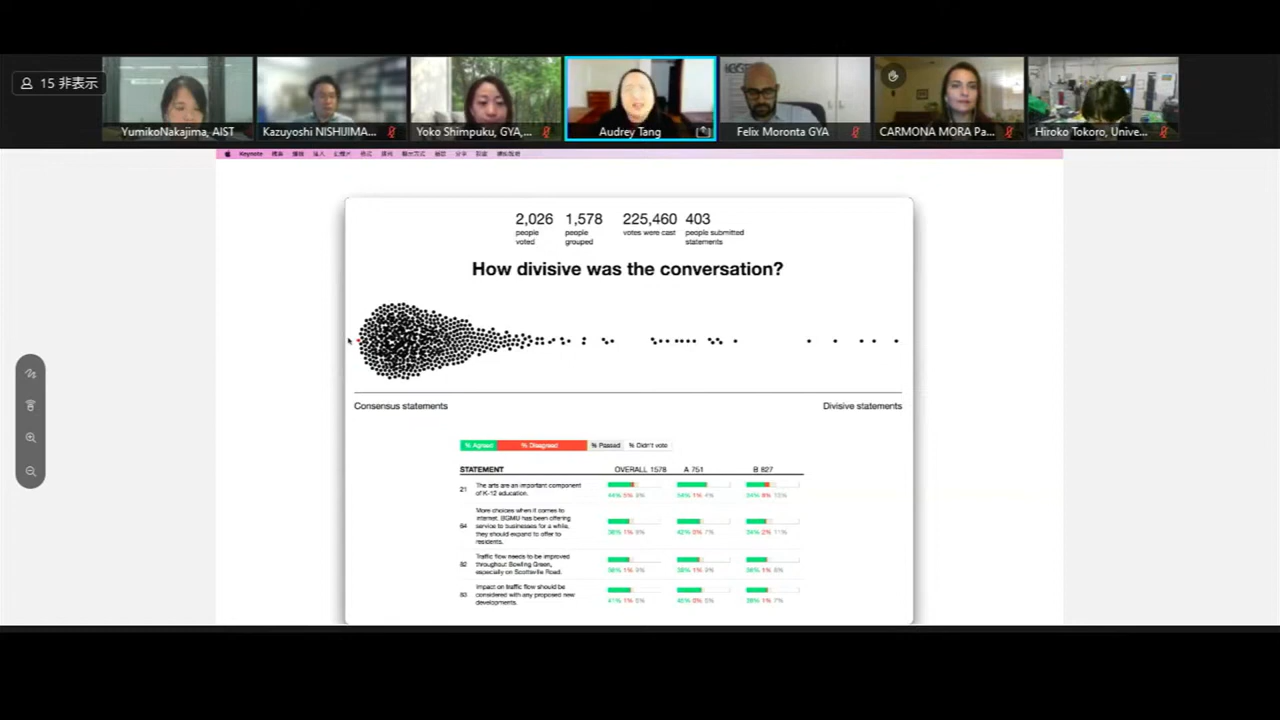 15 非表示
YumikoNakajima, AIST
Kazuyoshi NISHIJIMA...
Yoko Shimpuku, GYA,...
Audrey Tang
Felix Moronta GYA
CARMONA MORA Pa...
Hiroko Tokoro, Unive...
Keynote
2,026 1,578 225,460 403
people people votes were cast people submitted
voted grouped statements
How divisive was the conversation?
Consensus statements Divisive statements
% Agreed % Disagreed % Passed % Didn't vote
STATEMENT OVERALL 1578 A 751 B 827
21 The arts are an important component
of K-12 education.
64 More choices when it comes to
internet. BGMU has been offering
service to businesses for a while,
they should expand to offer to
residents.
82 Traffic flow needs to be improved
throughout Bowling Green,
especially on Scottsville Road.
83 Impact on traffic flow should be
considered with any proposed new
developments.